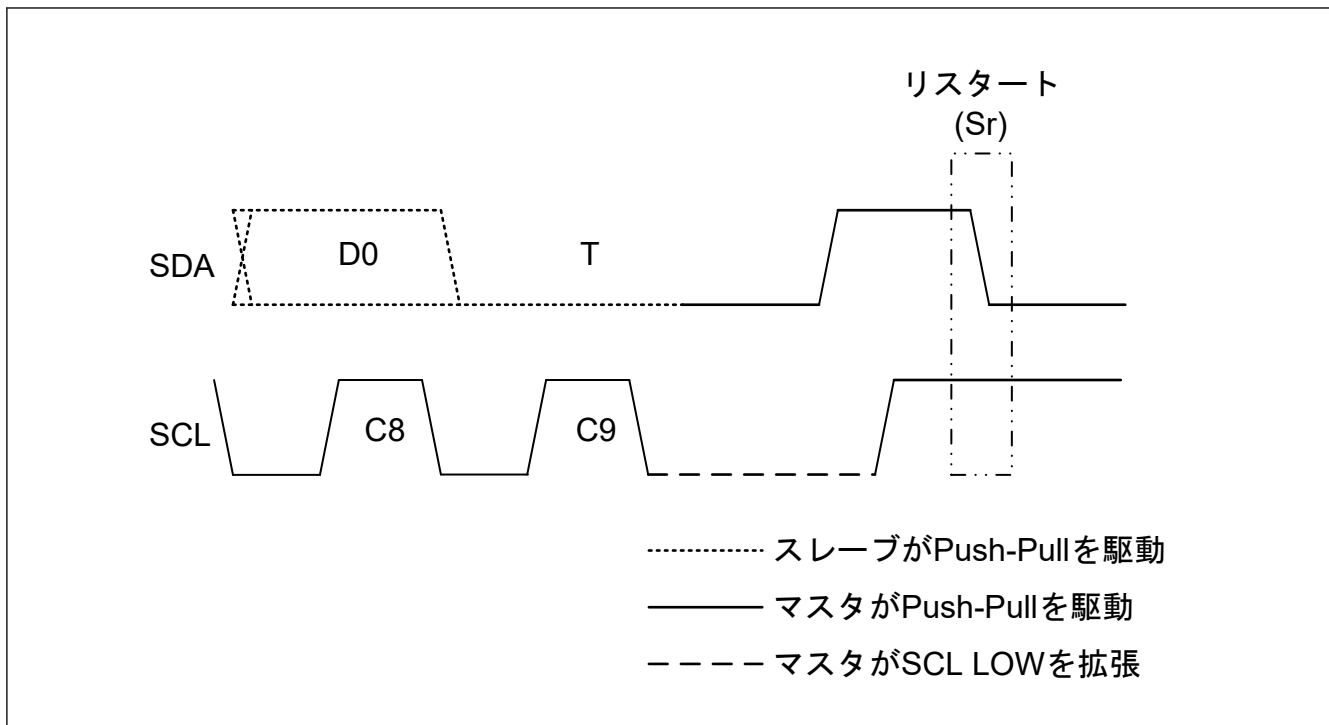 リスタート
(Sr)
SDA
D0
T
SCL
C8
C9
スレーブがPush-Pullを駆動
マスタがPush-Pullを駆動
マスタがSCL LOWを拡張